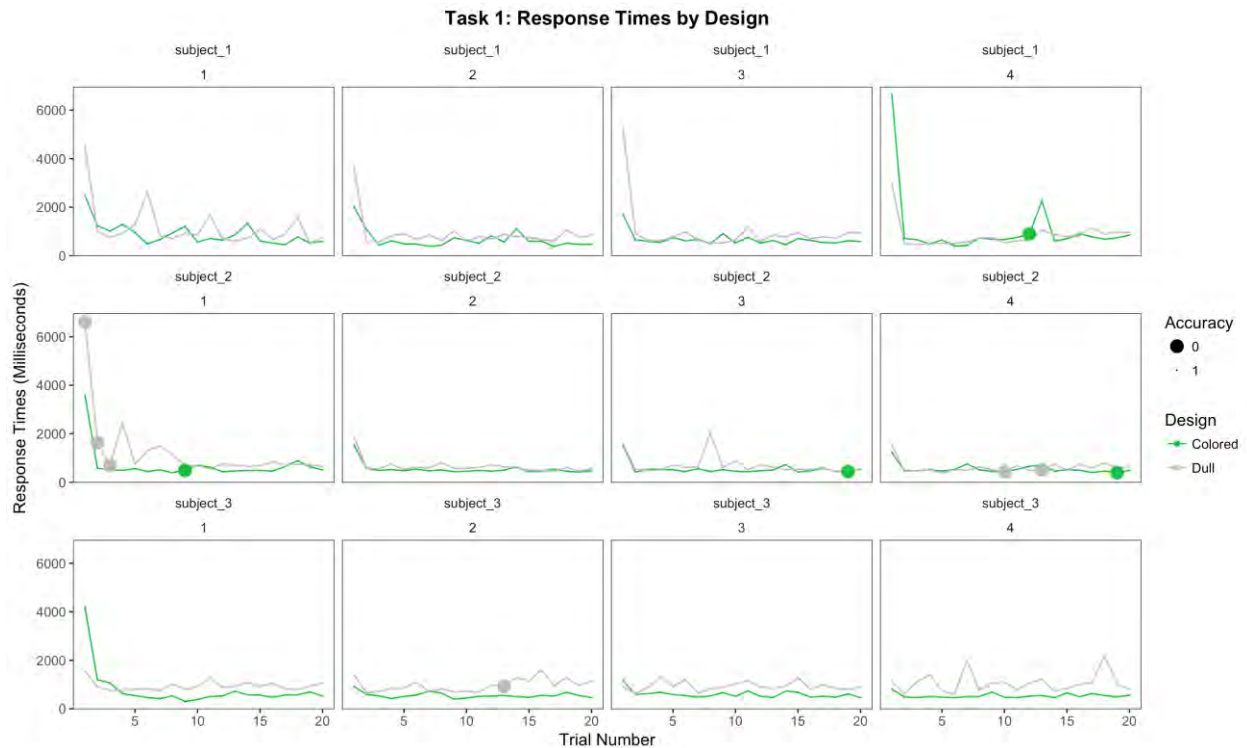 Task 1: Response Times by Design
subject_1 subject_1 subject_1 subject_1
1 2 3 4
6000
4000
2000
0
subject_2 subject_2 subject_2 subject_2
1 2 3 4
6000
4000
2000
0
subject_3 subject_3 subject_3 subject_3
1 2 3 4
6000
4000
2000
0
5 10 15 20 5 10 15 20 5 10 15 20 5 10 15 20
Trial Number
Response Times (Milliseconds)
Accuracy
0
1
Design
Colored
Dull